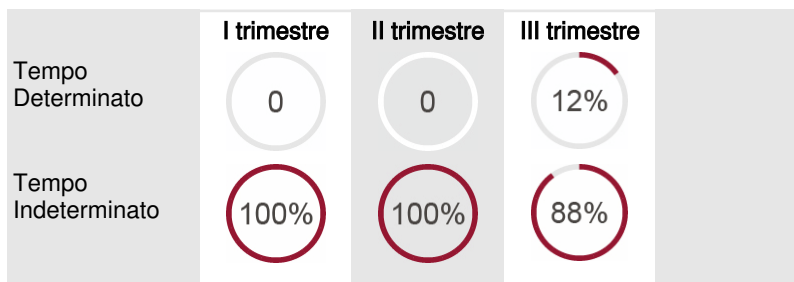 I trimestre II trimestre III trimestre
Tempo
Determinato
0 0 12%
Tempo
Indeterminato
100% 100% 88%